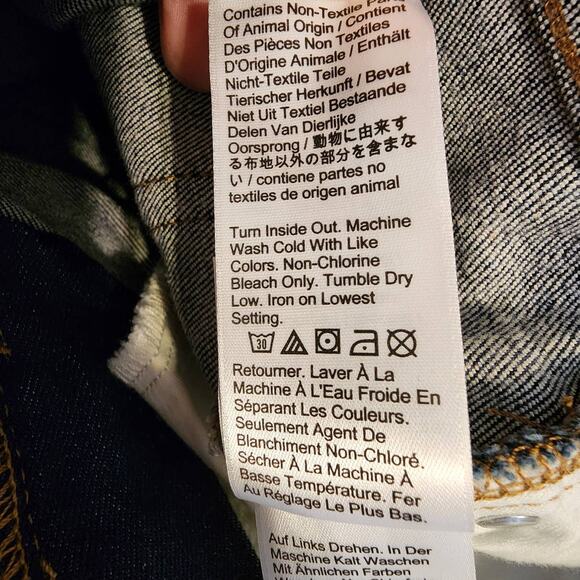 Contains Non-Textile Parts
Of Animal Origin / Contient
Des Pièces Non Textiles
D'Origine Animale / Enthält
Nicht-Textile Teile
Tierischer Herkunft / Bevat
Niet Uit Textiel Bestaande
Delen Van Dierlijke
Oorsprong / 動物に由来す
る布地以外の部分を含まな
い / contiene partes no
textiles de origen animal
Turn Inside Out. Machine
Wash Cold With Like
Colors. Non-Chlorine
Bleach Only. Tumble Dry
Low. Iron on Lowest
Setting.
30
Retourner. Laver À La
Machine À L'Eau Froide En
Séparant Les Couleurs.
Seulement Agent De
Blanchiment Non-Chloré.
Sécher À La Machine À
Basse Température. Fer
Au Réglage Le Plus Bas.
Auf Links Drehen. In Der
Maschine Kalt Waschen
Mit Ähnlichen Farben